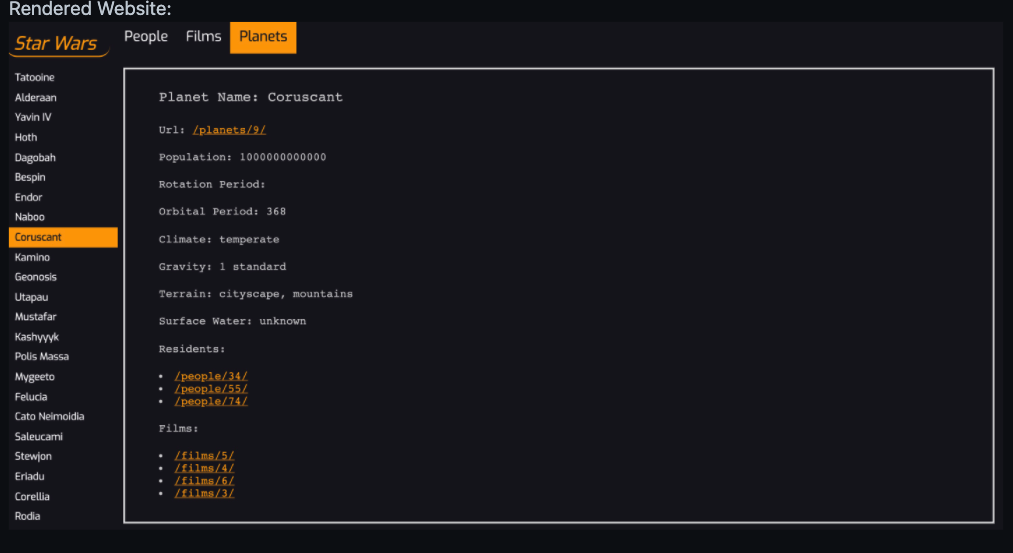 Rendered Website:
Star Wars
People Films Planets
Tatooine
Alderaan
Yavin IV
Hoth
Dagobah
Bespin
Endor
Naboo
Coruscant
Kamino
Geonosis
Utapau
Mustafar
Kashyyyk
Polis Massa
Mygeeto
Felucia
Cato Neimoidia
Saleucami
Stewjon
Eriadu
Corellia
Rodia
Planet Name: Coruscant
Url: /planets/9/
Population: 1000000000000
Rotation Period:
Orbital Period: 368
Climate: temperate
Gravity: 1 standard
Terrain: cityscape, mountains
Surface Water: unknown
Residents:
• /people/34/
• /people/55/
• /people/74/
Films:
• /films/5/
• /films/4/
• /films/6/
• /films/3/